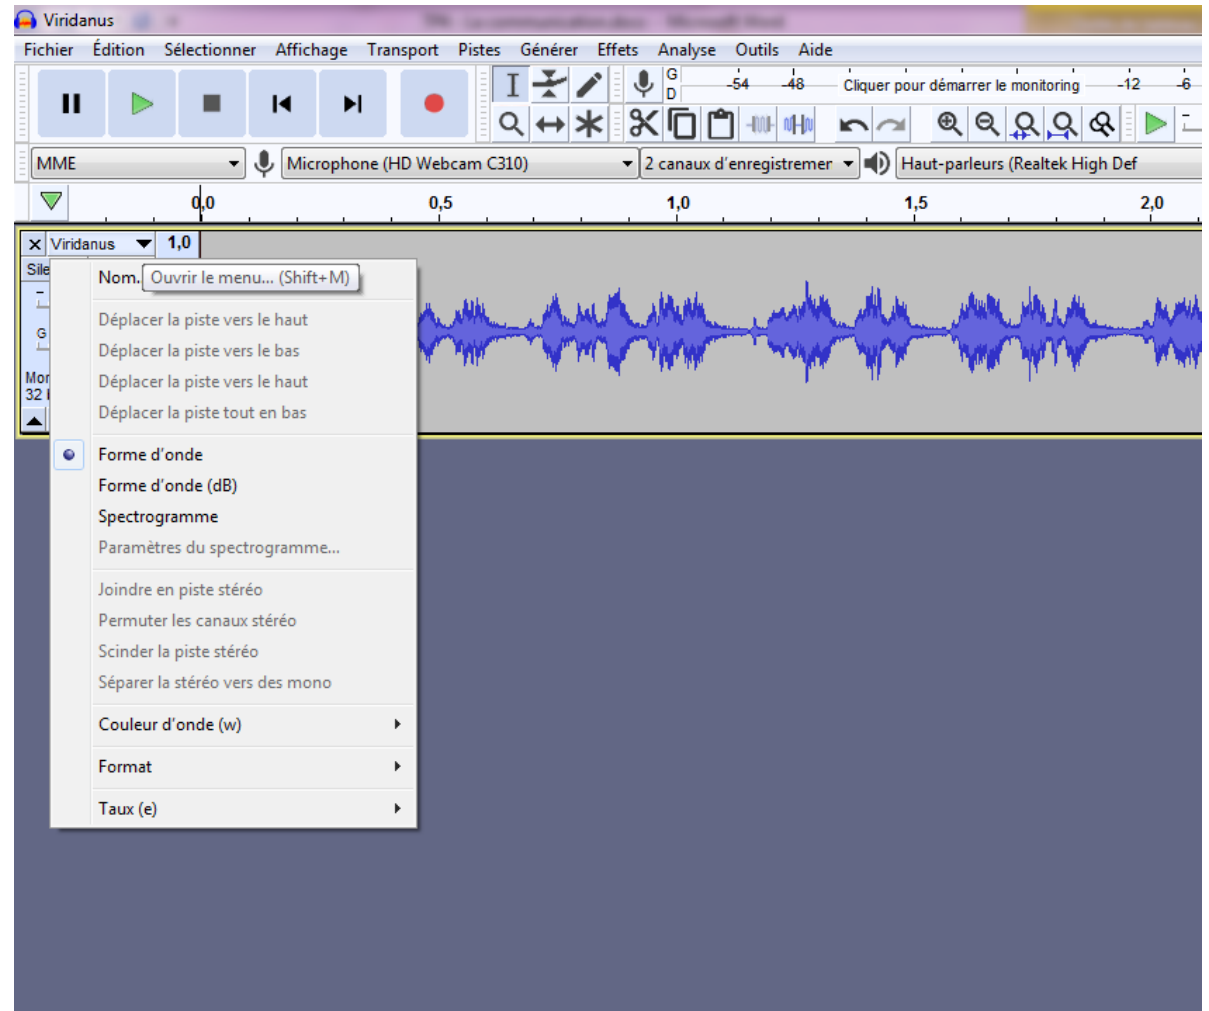 Viridanus
Fichier Édition Sélectionner Affichage Transport Pistes Générer Effets Analyse Outils Aide
G
D
-54 -48 Cliquer pour démarrer le monitoring -12 -6
MME Microphone (HD Webcam C310) 2 canaux d'enregistremer Haut-parleurs (Realtek High Def
0,0 0,5 1,0 1,5 2,0
X Viridanus 1,0
Sile
G
Mor
32
Nom.. Ouvrir le menu... (Shift+M)
Déplacer la piste vers le haut
Déplacer la piste vers le bas
Déplacer la piste vers le haut
Déplacer la piste tout en bas
Forme d'onde
Forme d'onde (dB)
Spectrogramme
Paramètres du spectrogramme...
Joindre en piste stéréo
Permuter les canaux stéréo
Scinder la piste stéréo
Séparer la stéréo vers des mono
Couleur d'onde (w)
Format
Taux (e)